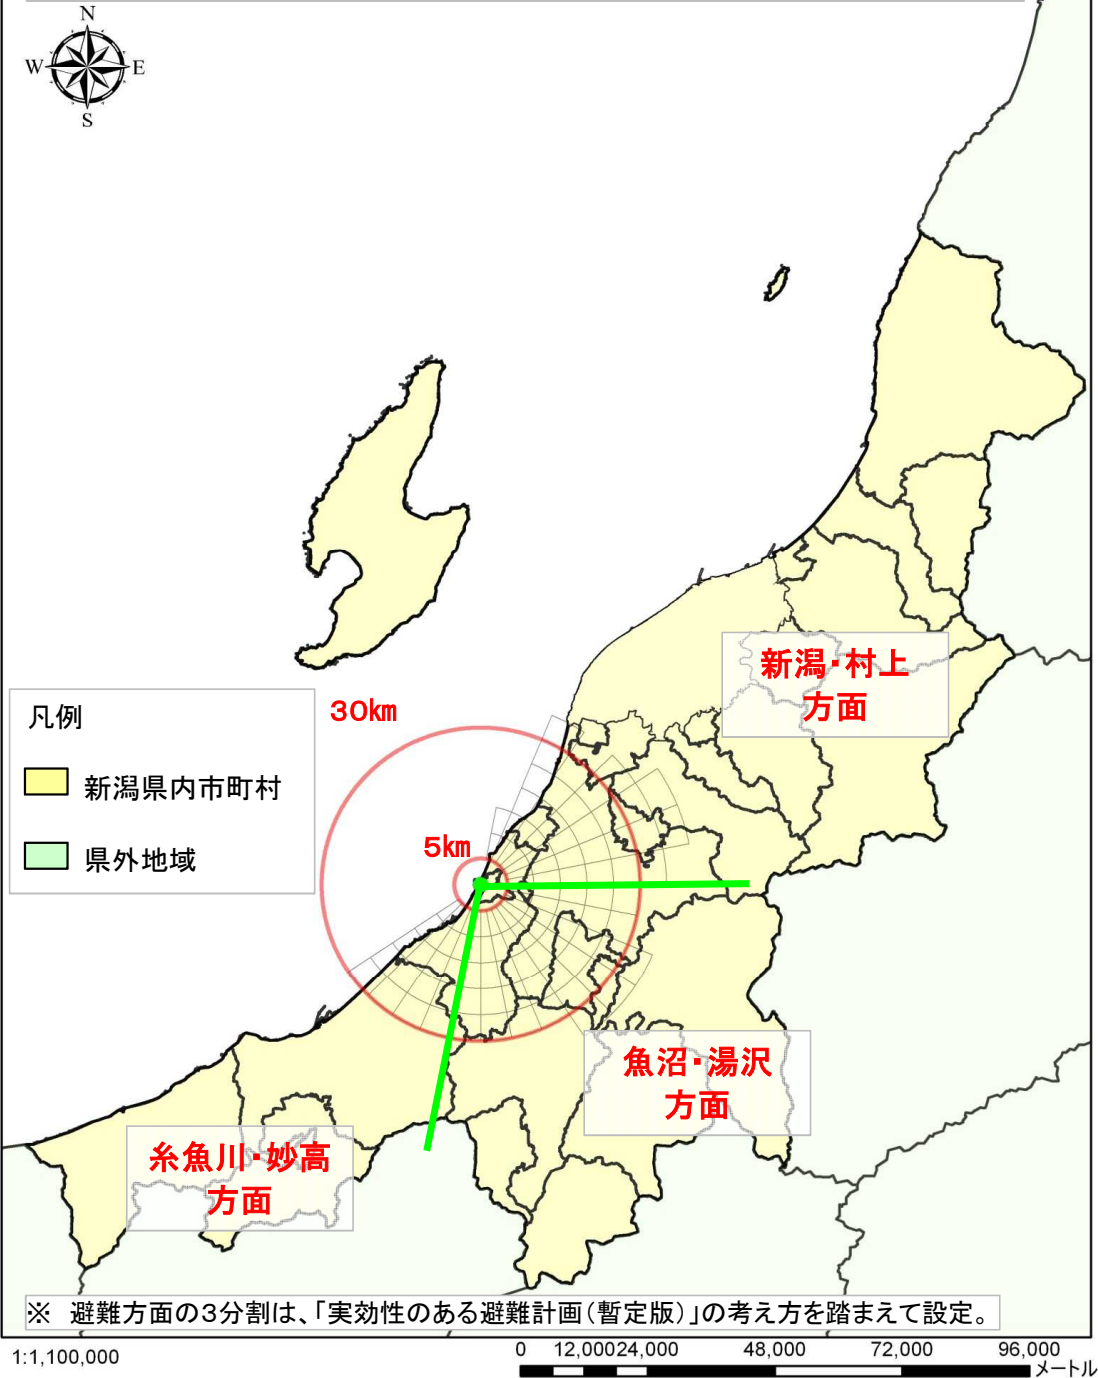 N
W E
S
新潟・村上
方面
30㎞
凡例
新潟県内市町村
県外地域
5㎞
魚沼・湯沢
方面
糸魚川・妙高
方面
※ 避難方面の３分割は、「実効性のある避難計画（暫定版）」の考え方を踏まえて設定。
1:1,100,000
0 12,000 24,000 48,000 72,000 96,000
メートル